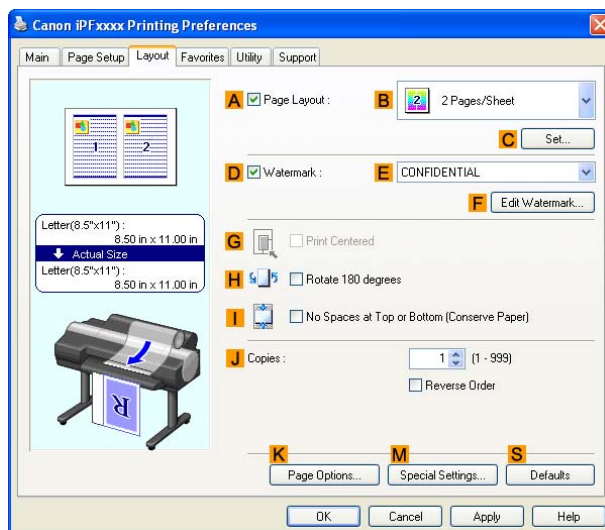 Canon iPFxxxx Printing Preferences
Main Page Setup Layout Favorites Utility Support
A Page Layout : B 2 2 Pages/Sheet
C Set...
1 2
D Watermark : E CONFIDENTIAL
F Edit Watermark...
Letter(8.5"x11") :
8.50 in x 11.00 in
Actual Size
Letter(8.5"x11") :
8.50 in x 11.00 in
G Print Centered
H Rotate 180 degrees
I No Spaces at Top or Bottom (Conserve Paper)
J Copies : 1 (1 - 999)
Reverse Order
R
K M S
Page Options... Special Settings... Defaults
OK Cancel Apply Help